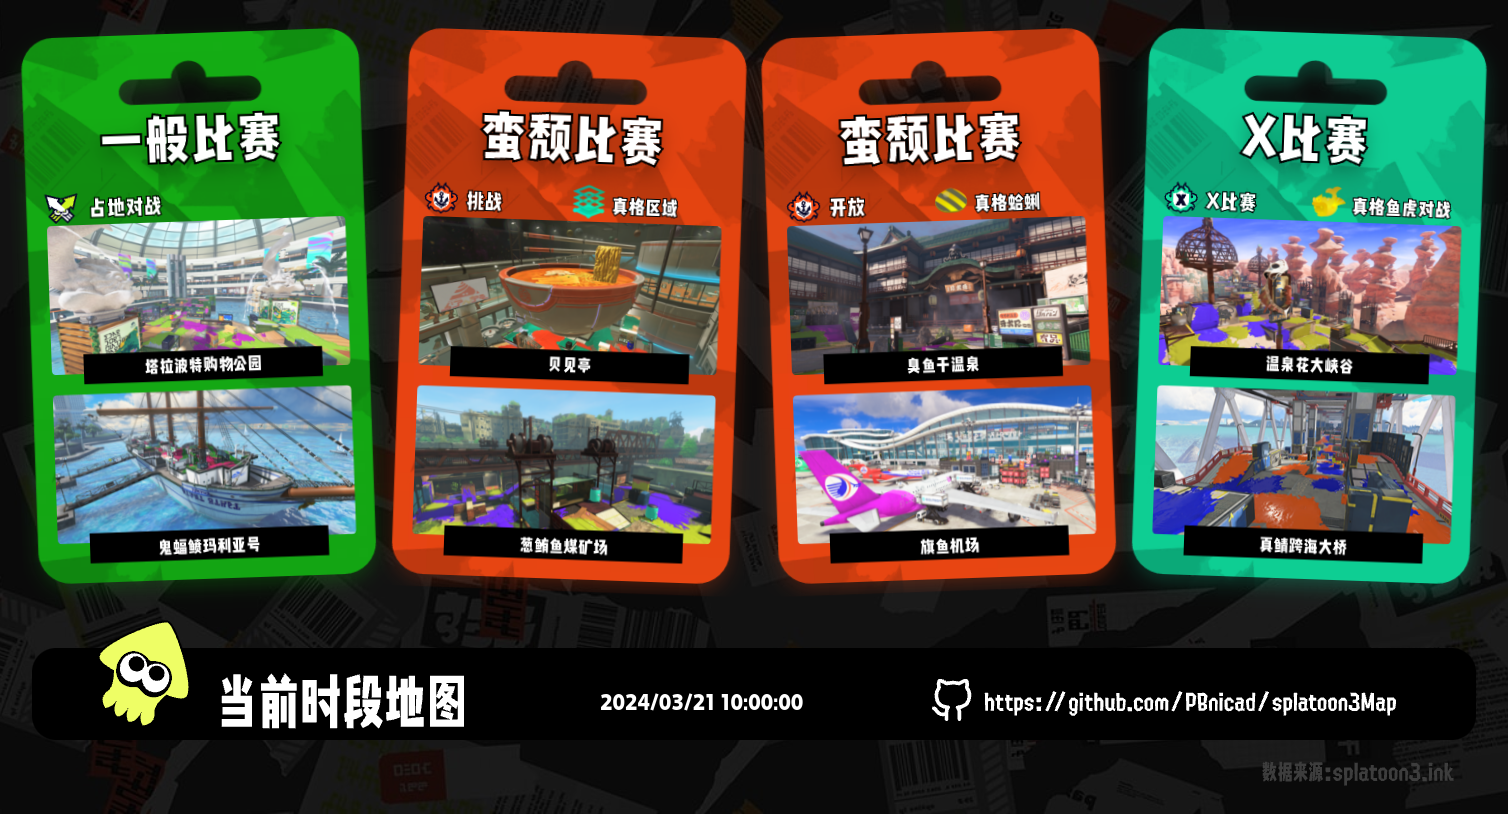 一般比赛
占地对战
塔拉波特购物公园
鬼蝠鲼玛利亚号
蛮颓比赛
挑战
真格区域
贝贝亭
葱鲔鱼煤矿场
蛮颓比赛
开放
真格蛤蜊
臭鱼干温泉
旗鱼机场
X比赛
X比赛
真格鱼虎对战
温泉花大峡谷
真鲭跨海大桥
当前时段地图
2024/03/21 10:00:00
https://github.com/PBnicad/splatoon3Map
数据来源:splatoon3.ink